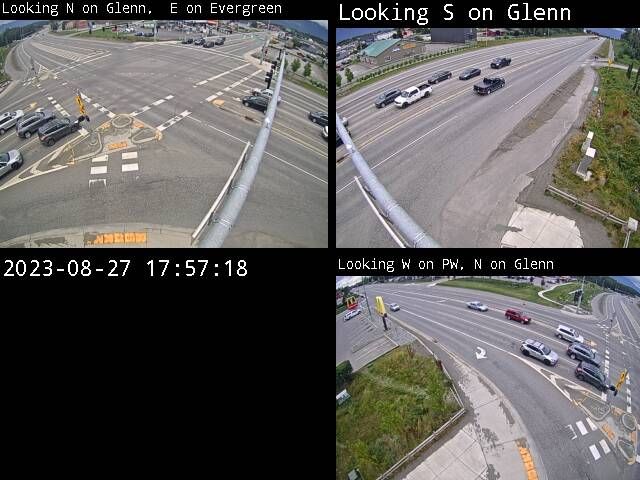 Looking N on Glenn,  E on Evergreen
Looking S on Glenn
2023-08-27 17:57:18
Looking W on PW, N on Glenn